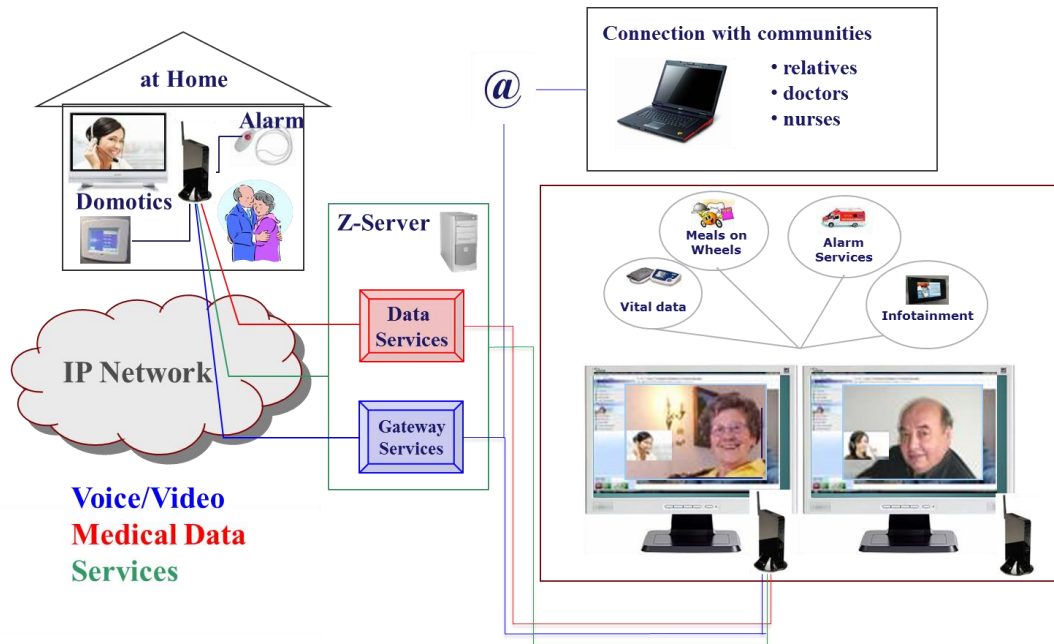 at Home
Alarm
Domotics
IP Network
Voice/Video
Medical Data
Services
Z-Server
Data
Services
Gateway
Services
@
Connection with communities
• relatives
• doctors
• nurses
Meals on
Wheels
Alarm
Services
Vital data
Infotainment